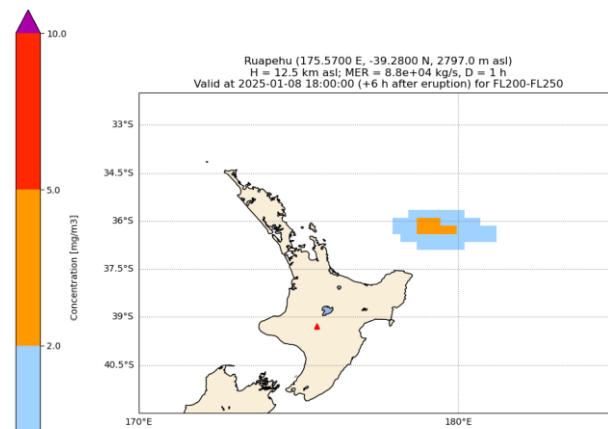 Ruapehu (175.5700 E, -39.2800 N, 2797.0 m asl)
H = 12.5 km asl; MER = 8.8e+04 kg/s, D = 1 h
Valid at 2025-01-08 18:00:00 (+6 h after eruption) for FL200-FL250
10.0
5.0
2.0
Concentration [mg/m3]
33°S
34.5°S
36°S
37.5°S
39°S
40.5°S
170°E
180°